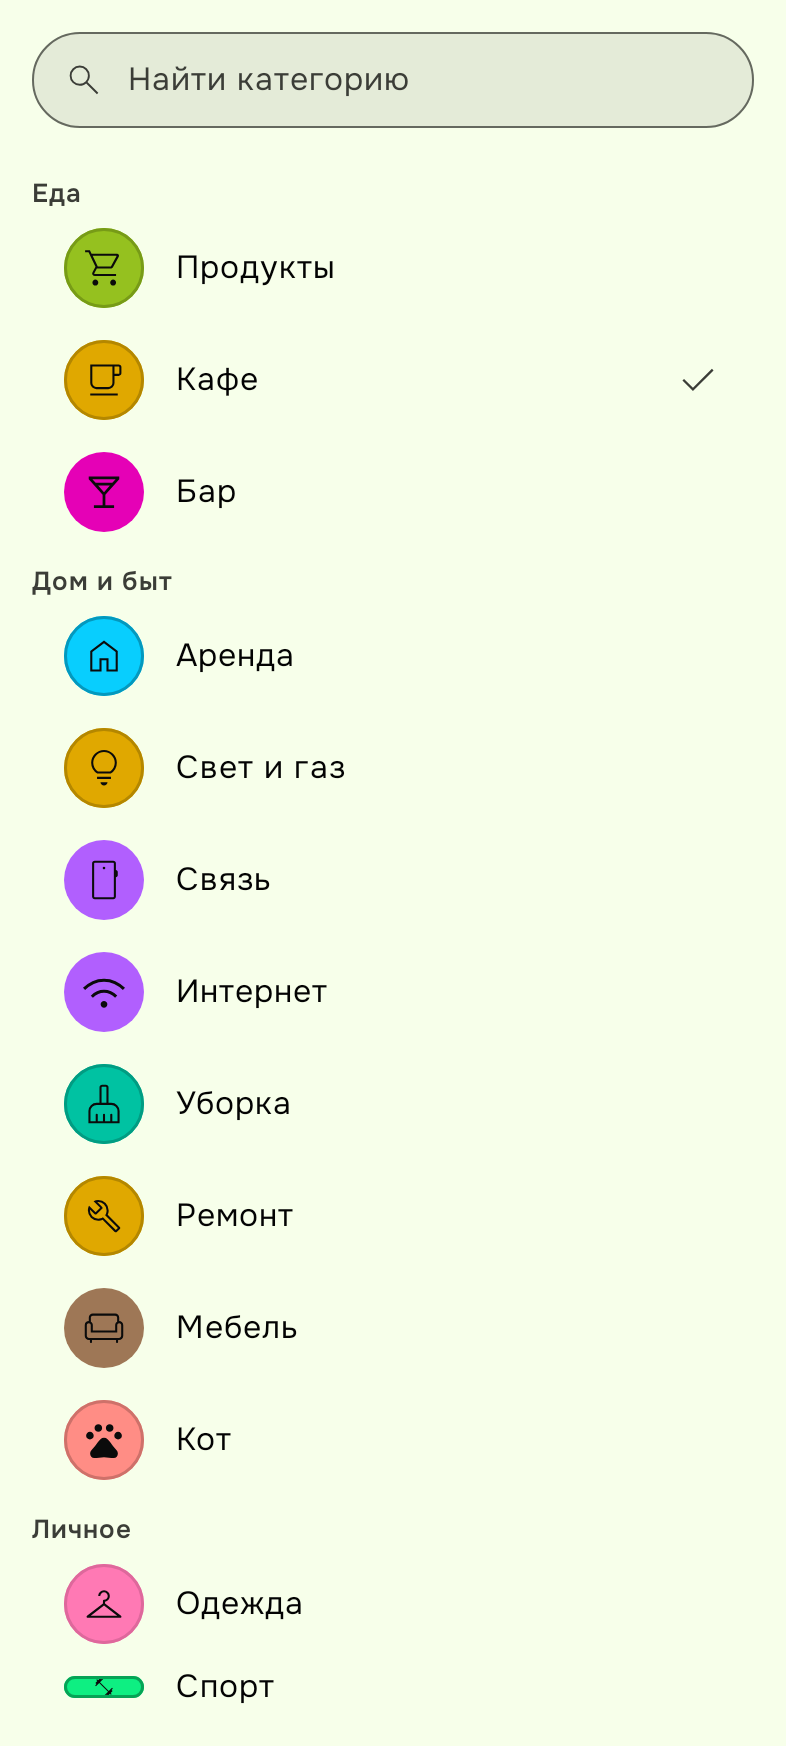 Найти категорию
Еда
Продукты
Кафе
Бар
Дом и быт
Аренда
Свет и газ
Связь
Интернет
Уборка
Ремонт
Мебель
Кот
Личное
Одежда
Спорт